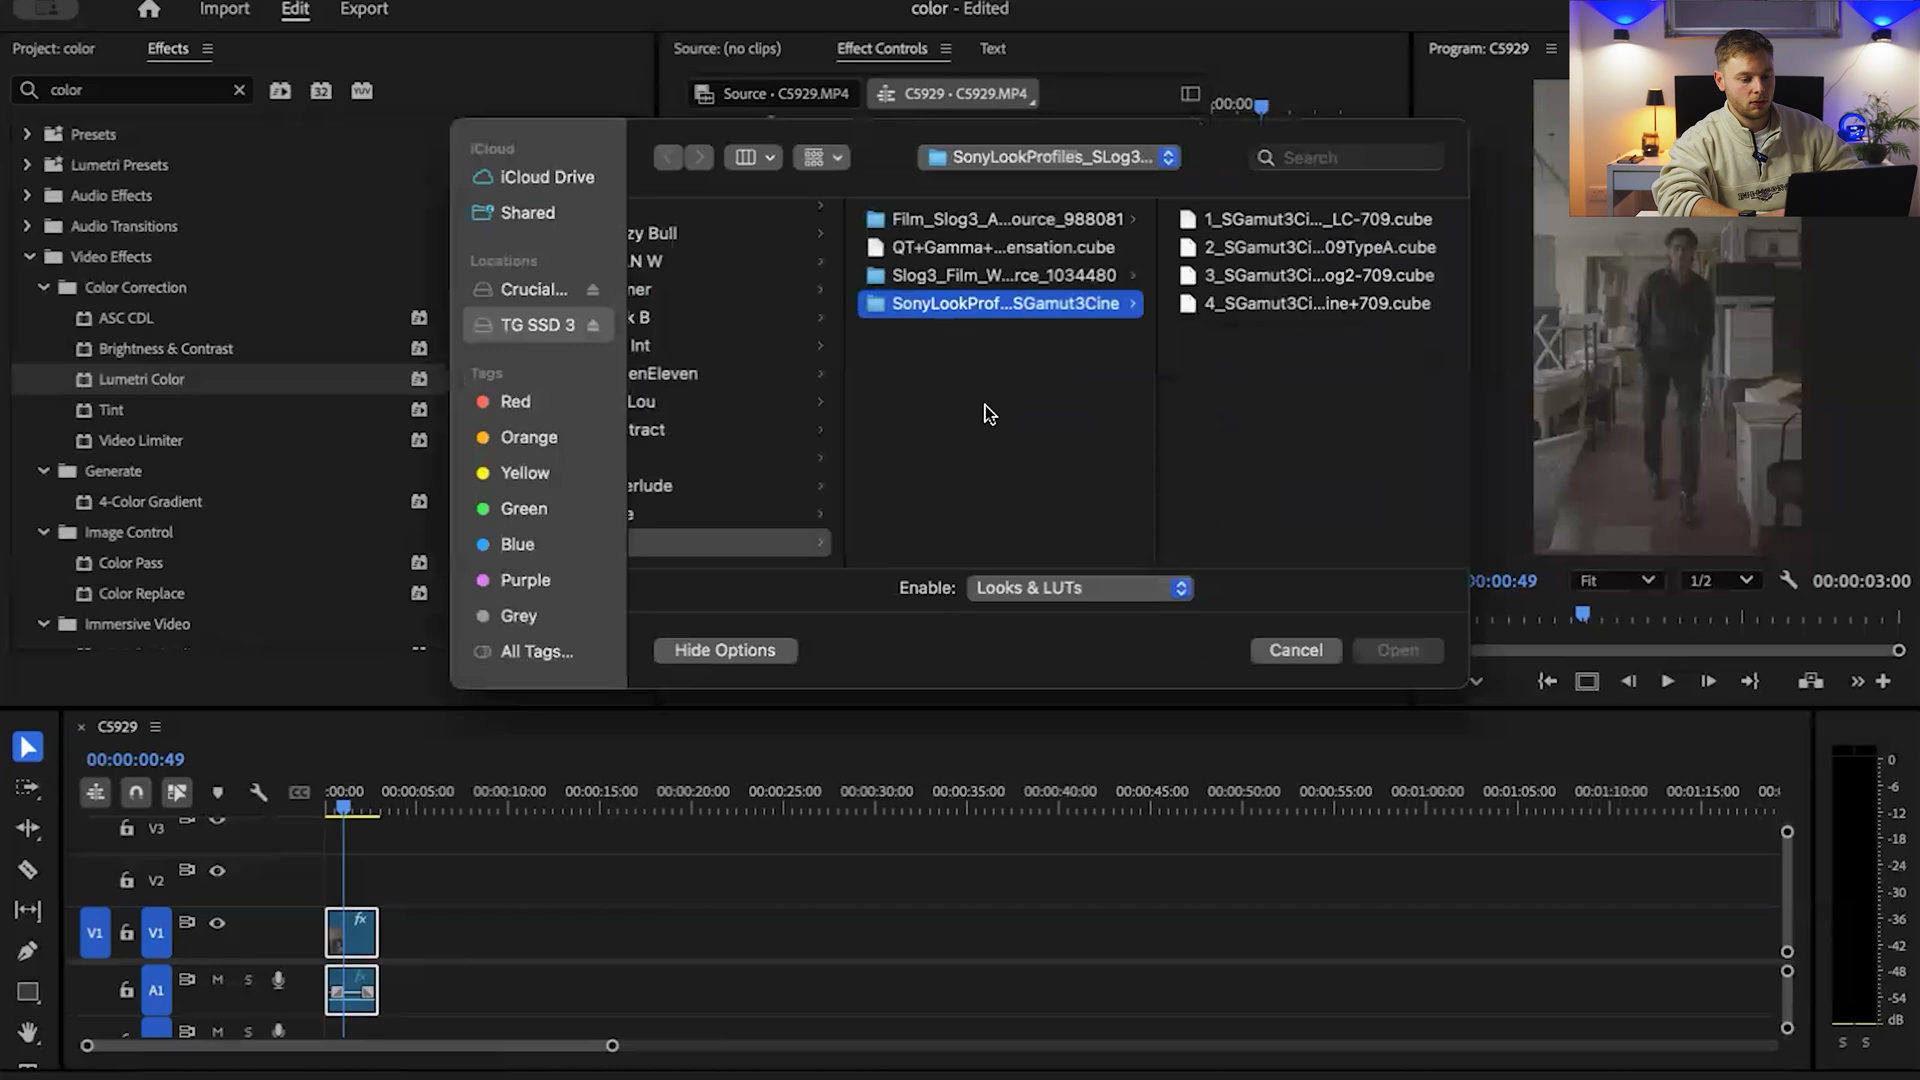 Import Edit Export
color - Edited
Project: color Effects
Source: (no clips) Effect Controls Text
Program: C5929
color 32 YUV
Source • C5929.MP4 C5929 • C5929.MP4
:00:00
Presets
Lumetri Presets
Audio Effects
Audio Transitions
Video Effects
Color Correction
ASC CDL
Brightness & Contrast
Lumetri Color
Tint
Video Limiter
Generate
4-Color Gradient
Image Control
Color Pass
Color Replace
Immersive Video
iCloud
iCloud Drive
Shared
Locations
Crucial...
TG SSD 3
Tags
Red
Orange
Yellow
Green
Blue
Purple
Grey
All Tags...
SonyLookProfiles_SLog3...
Search
zy Bull
N W
ner
k B
Int
enEleven
Lou
tract
erlude
e
Film_Slog3_A...ource_988081
QT+Gamma+...ensation.cube
Slog3_Film_W...rce_1034480
SonyLookProf...SGamut3Cine
1_SGamut3Ci..._LC-709.cube
2_SGamut3Ci...09TypeA.cube
3_SGamut3Ci...og2-709.cube
4_SGamut3Ci...ine+709.cube
Enable: Looks & LUTs
Hide Options
Cancel Open
00:00:49 Fit 1/2 00:00:03:00
C5929
00:00:00:49
:00:00 00:00:05:00 00:00:10:00 00:00:15:00 00:00:20:00 00:00:25:00 00:00:30:00 00:00:35:00 00:00:40:00 00:00:45:00 00:00:50:00 00:00:55:00 00:01:00:00 00:01:05:00 00:01:10:00 00:01:15:00 00:
CC
V3
V2
V1 V1
A1 M S
M S
0
-6
-12
-18
-24
-30
-36
-42
-48
-54
dB
S S